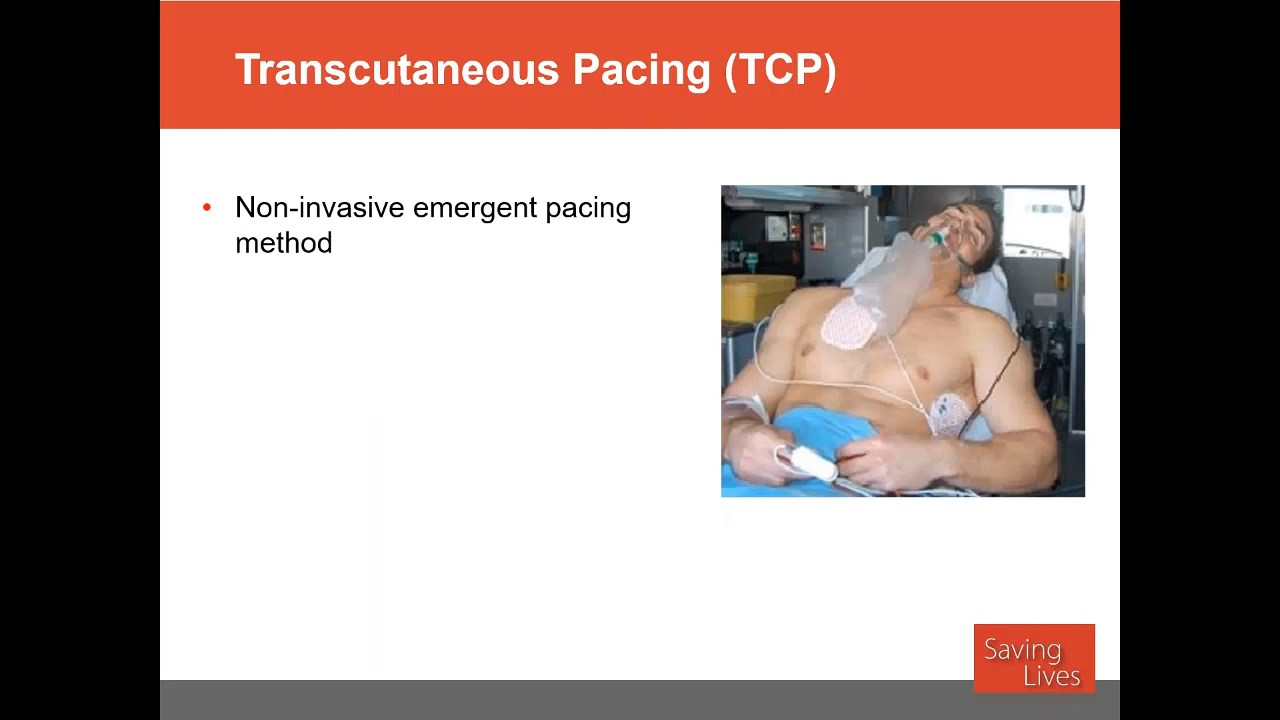 Transcutaneous Pacing (TCP)
• Non-invasive emergent pacing
method
Saving
Lives